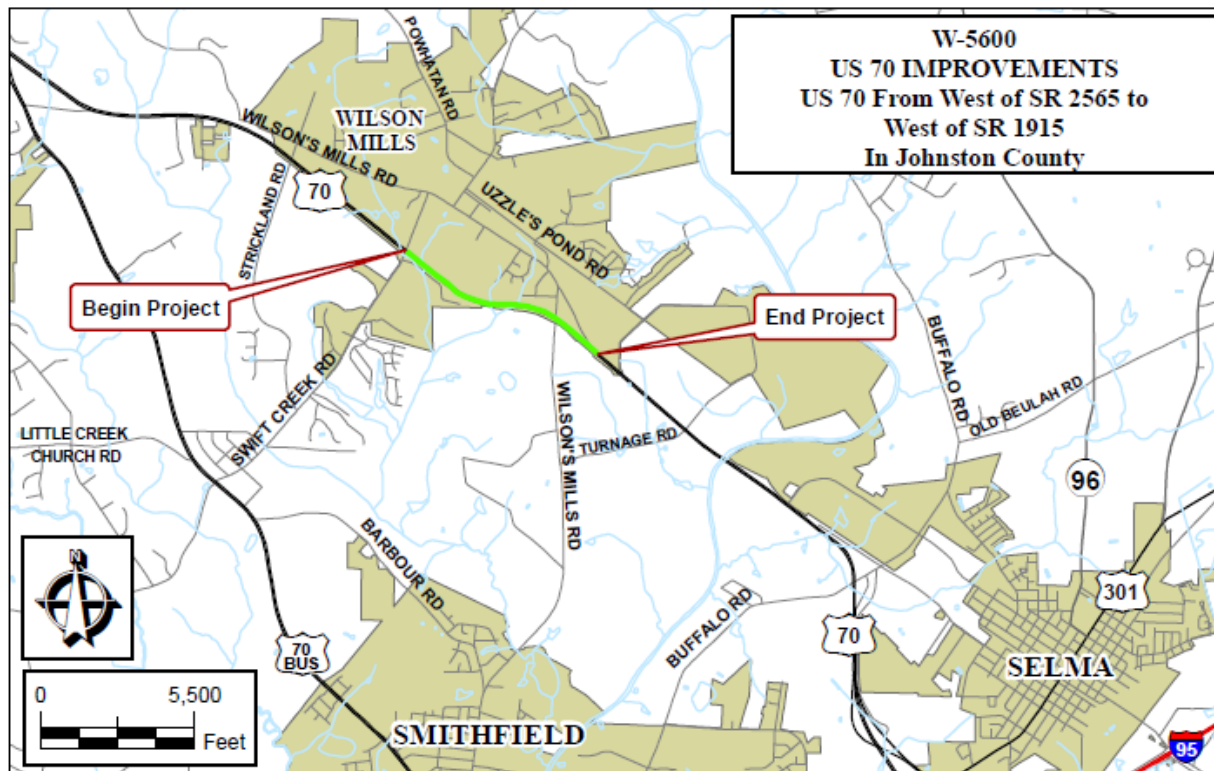 W-5600
US 70 IMPROVEMENTS
US 70 From West of SR 2565 to
West of SR 1915
In Johnston County
POWHATAN RD
WILSON
MILLS
WILSON'S MILLS RD
70
STRICKLAND RD
UZZLE'S POND RD
Begin Project
End Project
SWIFT CREEK RD
LITTLE CREEK
CHURCH RD
WILSON'S MILLS RD
TURNAGE RD
BUFFALO RD
OLD BEULAH RD
96
BARBOUR RD
N
BUFFALO RD
301
70
70
BUS
SELMA
SMITHFIELD
0 5,500
Feet
95